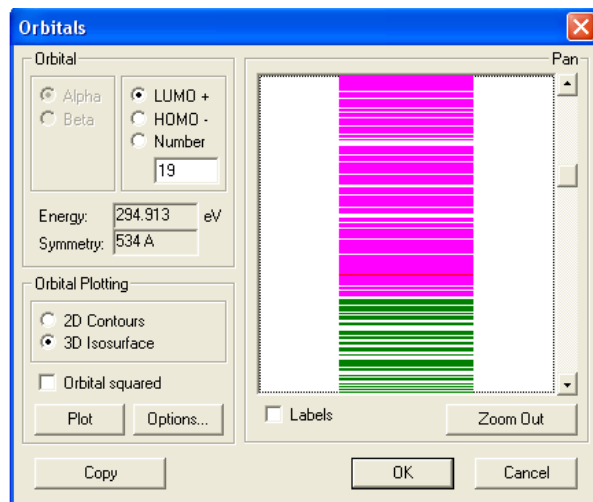 Orbitals
Orbital
Alpha
Beta
LUMO +
HOMO -
Number
19
Energy: 294.913 eV
Symmetry: 534 A
Orbital Plotting
2D Contours
3D Isosurface
Orbital squared
Plot Options...
Pan
Labels Zoom Out
Copy OK Cancel